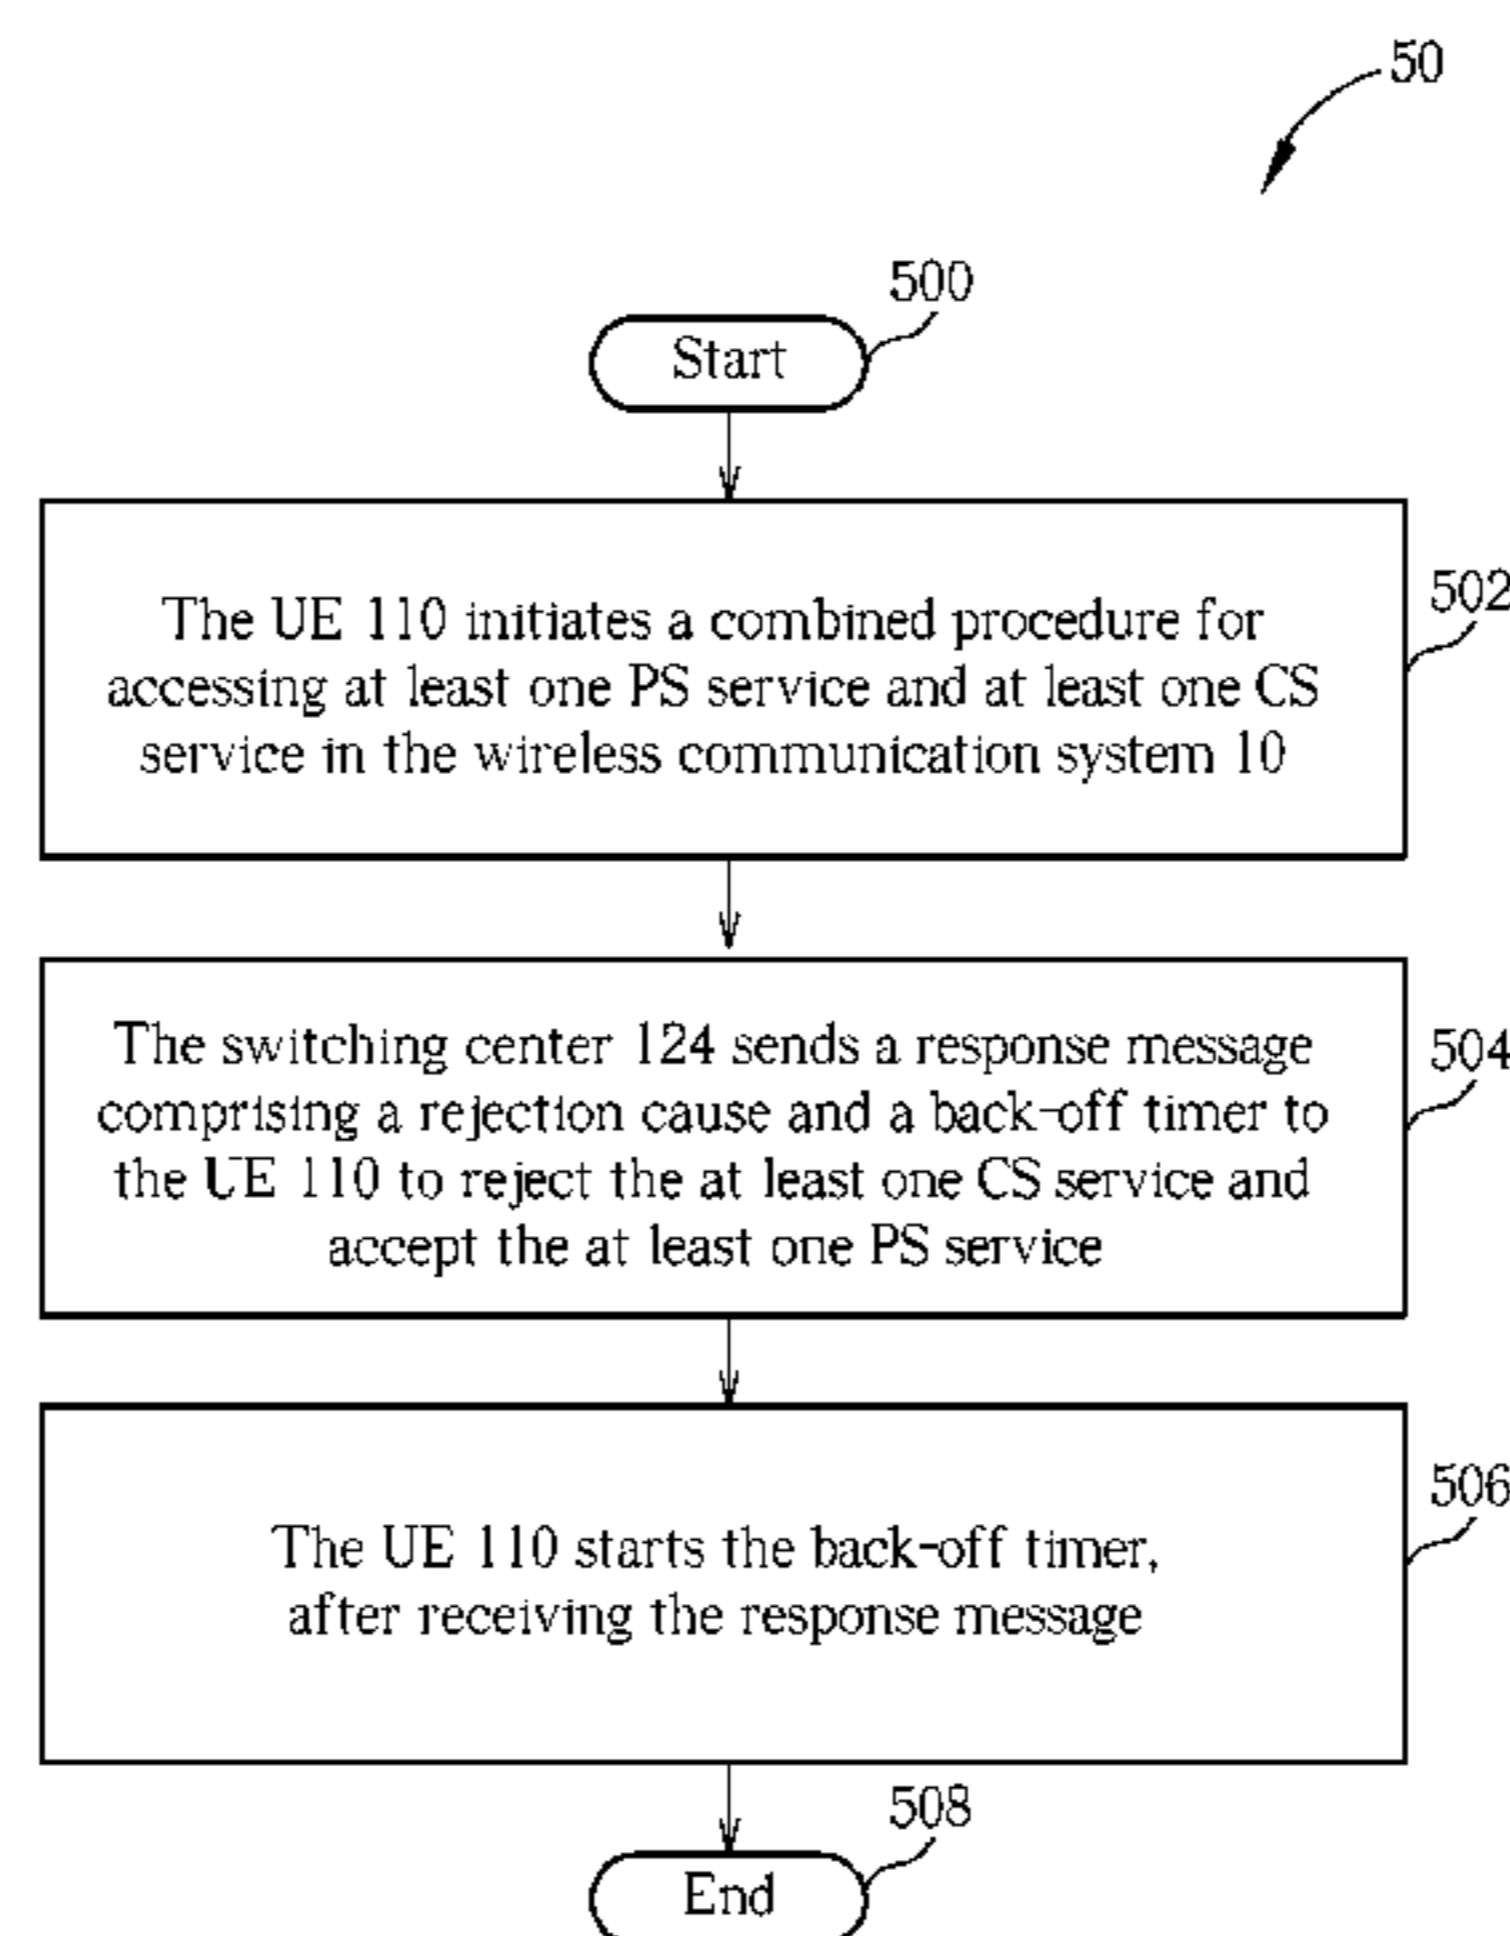 50
500
Start
502
The UE 110 initiates a combined procedure for
accessing at least one PS service and at least one CS
service in the wireless communication system 10
504
The switching center 124 sends a response message
comprising a rejection cause and a back-off timer to
the UE 110 to reject the at least one CS service and
accept the at least one PS service
506
The UE 110 starts the back-off timer,
after receiving the response message
508
End